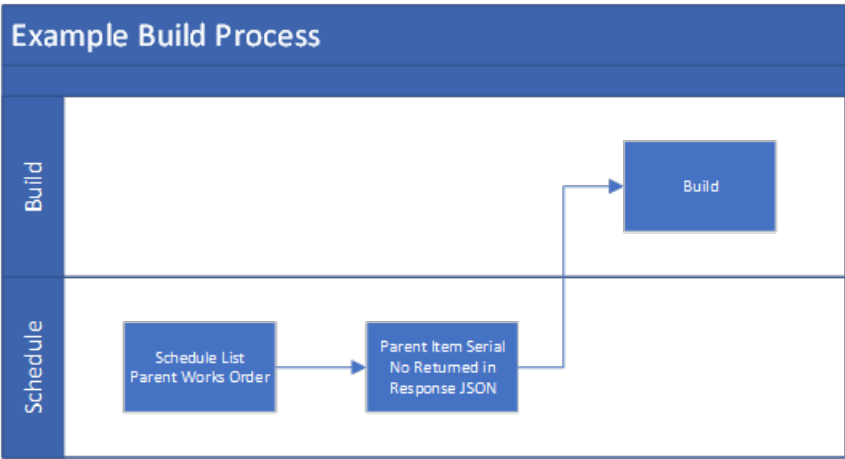 Example Build Process
Build
Build
Schedule
Schedule List
Parent Works Order
Parent Item Serial
No Returned in
Response JSON